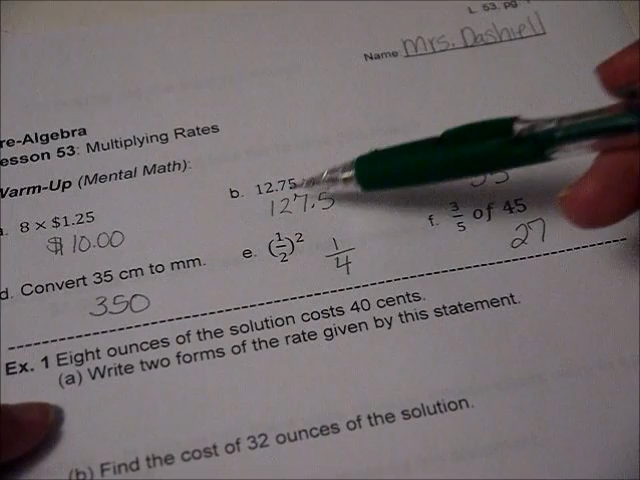 L. 53, pg.
Name: Mrs. Dashiell
re-Algebra
esson 53: Multiplying Rates
Warm-Up (Mental Math):
8 x $1.25
$10.00
b. 12.75
127.5
d. Convert 35 cm to mm.
350
e. (1/2)² 1/4
f. 3/5 of 45
27
Ex. 1 Eight ounces of the solution costs 40 cents.
(a) Write two forms of the rate given by this statement.
(b) Find the cost of 32 ounces of the solution.